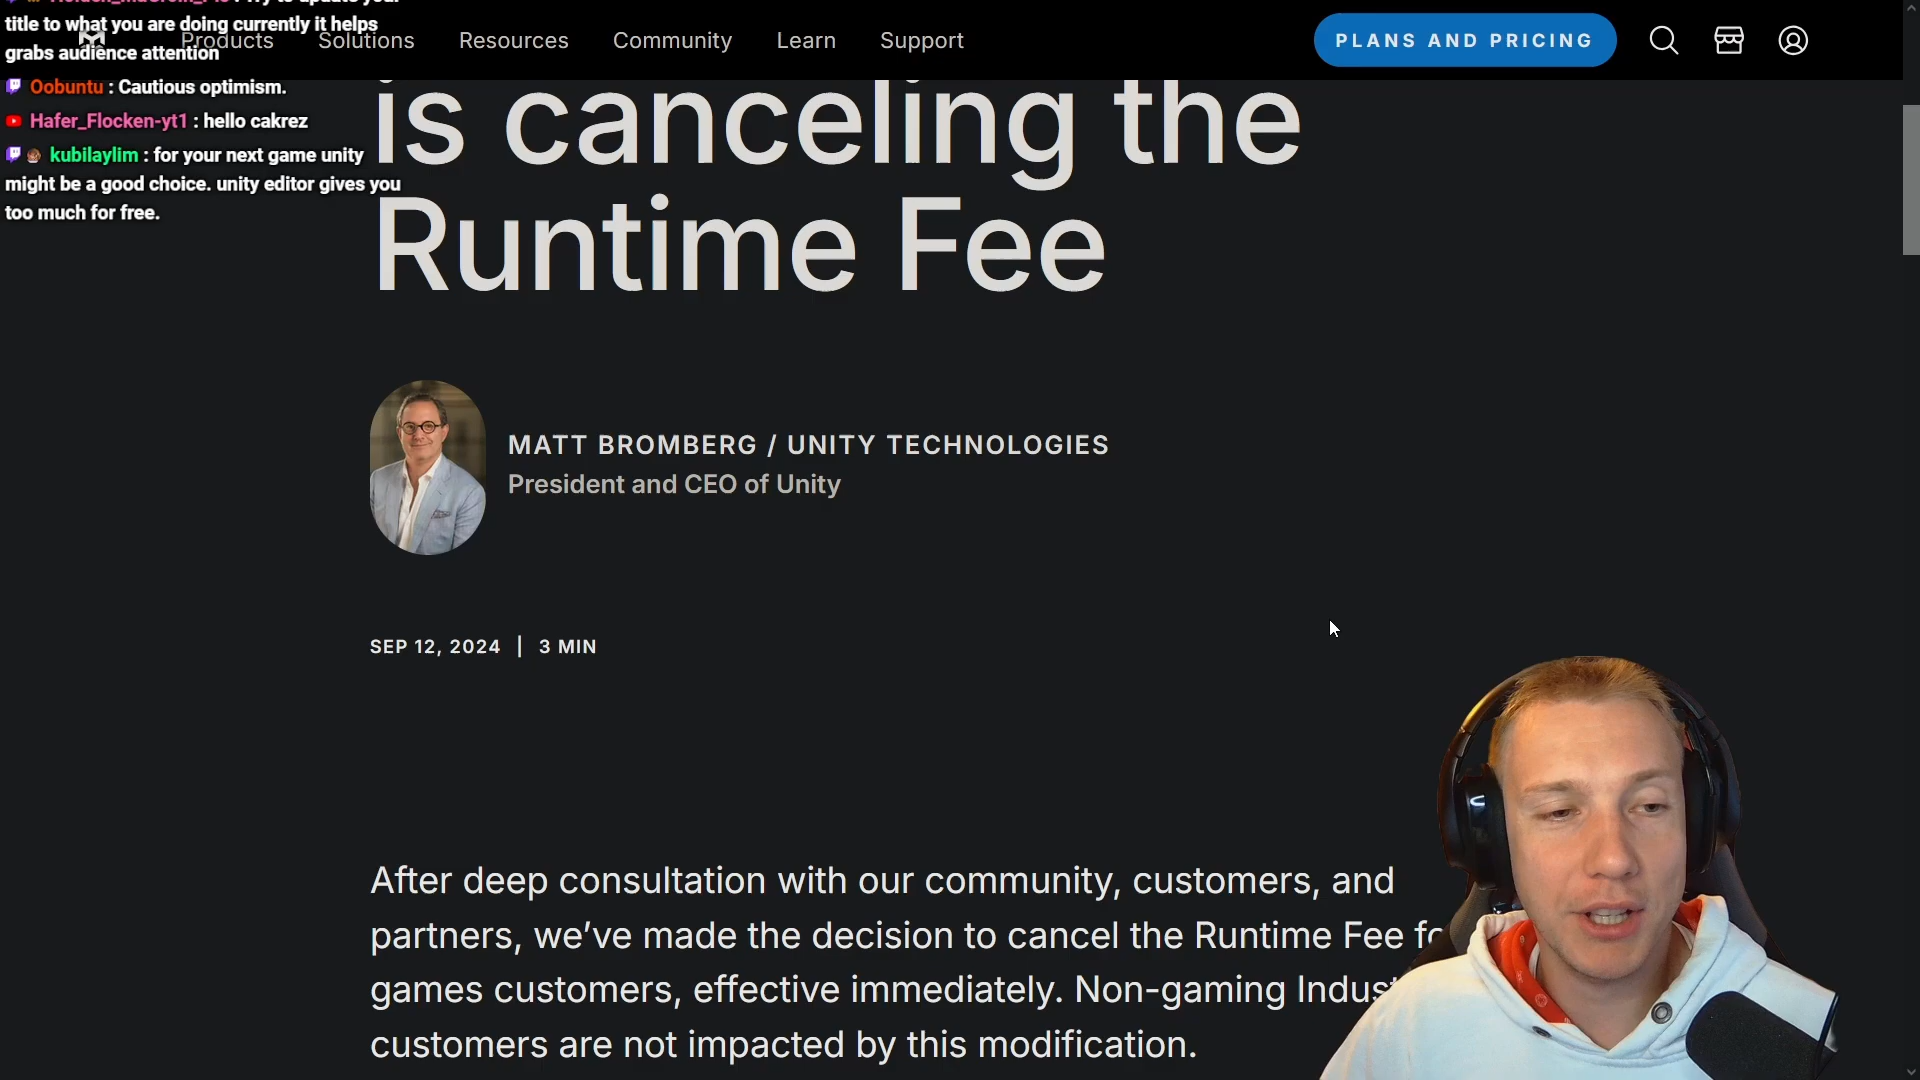 title to what you are doing currently it helps
grabs audience attention
Oobuntu : Cautious optimism.
Hafer_Flocken-yt1 : hello cakrez
kubilaylim : for your next game unity
might be a good choice. unity editor gives you
too much for free.
Products
Solutions
Resources
Community
Learn
Support
PLANS AND PRICING
is canceling the
Runtime Fee
MATT BROMBERG / UNITY TECHNOLOGIES
President and CEO of Unity
SEP 12, 2024 | 3 MIN
After deep consultation with our community, customers, and
partners, we’ve made the decision to cancel the Runtime Fee
games customers, effective immediately. Non-gaming
customers are not impacted by this modification.